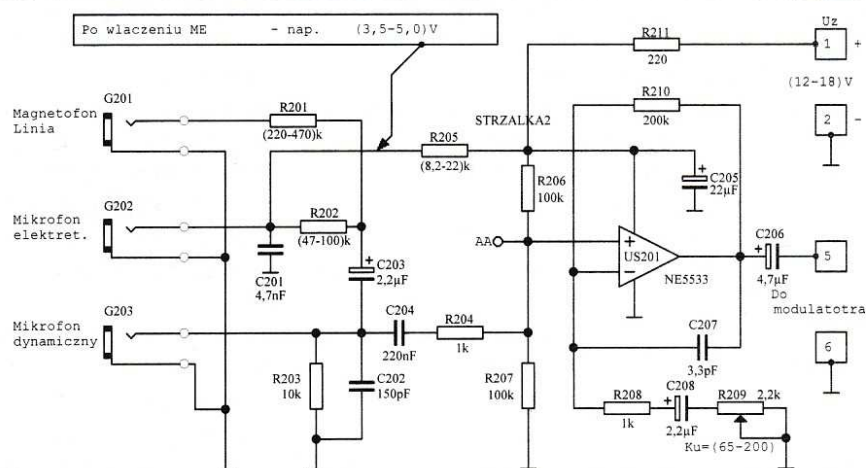 Po wlaczeniu ME - nap. (3,5-5,0)V
Uz
R211
220
1 +
(12-18)V
2 -
G201
Magnetofon
Linia
R201
(220-470)k
R205
(8,2-22)k
STRZALKA2
R210
200k
R206
100k
C205
22µF
G202
Mikrofon
elektret.
R202
(47-100)k
C201
4,7nF
C203
2,2µF
AA
US201
NE5533
C206
4,7µF
5
Do
modulatotra
G203
Mikrofon
dynamiczny
C204
220nF
R204
1k
C207
3,3pF
6
R203
10k
C202
150pF
R207
100k
R208
1k
C208
2,2µF
R209
2,2k
Ku=(65-200)